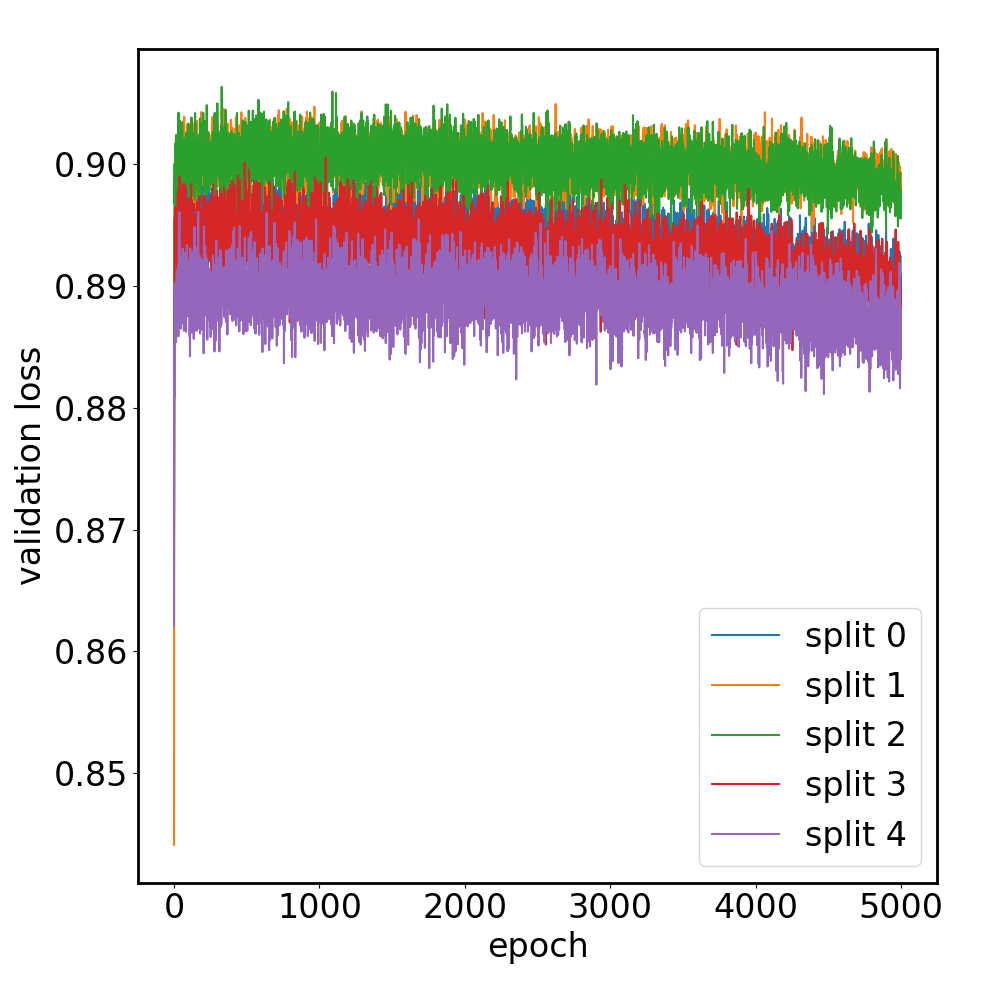 0.90
0.89
0.88
0.87
0.86
0.85
validation loss
0 1000 2000 3000 4000 5000
epoch
split 0
split 1
split 2
split 3
split 4